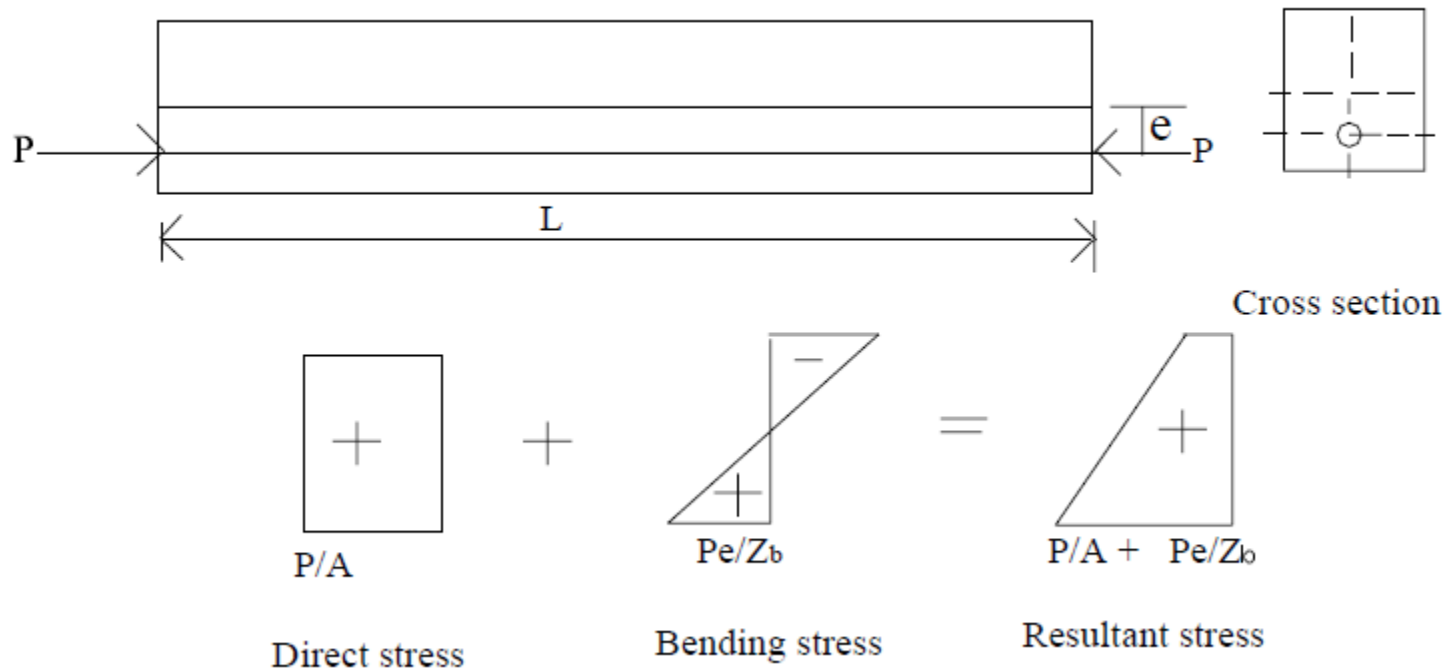 P
e
P
L
Cross section
P/A
+
Pe/Zb
=
P/A + Pe/Zb
Direct stress
Bending stress
Resultant stress